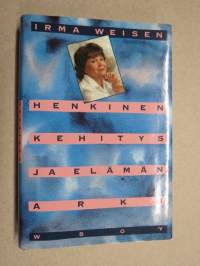 IRMA WEISEN
HENKINEN
KEHITYS
JA ELÄMÄN
ARKI
WSOY